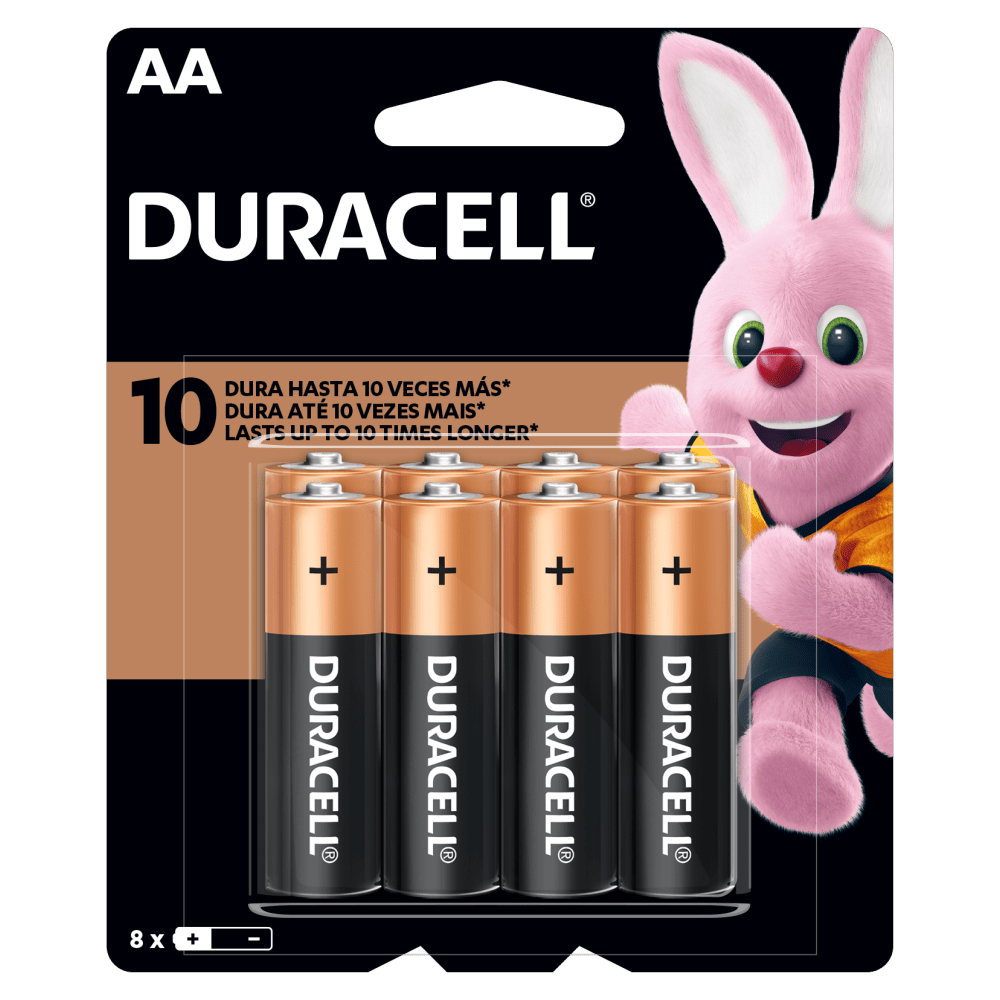 AA
DURACELL®
10
DURA HASTA 10 VECES MÁS*
DURA ATÉ 10 VEZES MAIS*
LASTS UP TO 10 TIMES LONGER*
+ + + +
DURACELL® DURACELL® DURACELL® DURACELL®
8 x + −